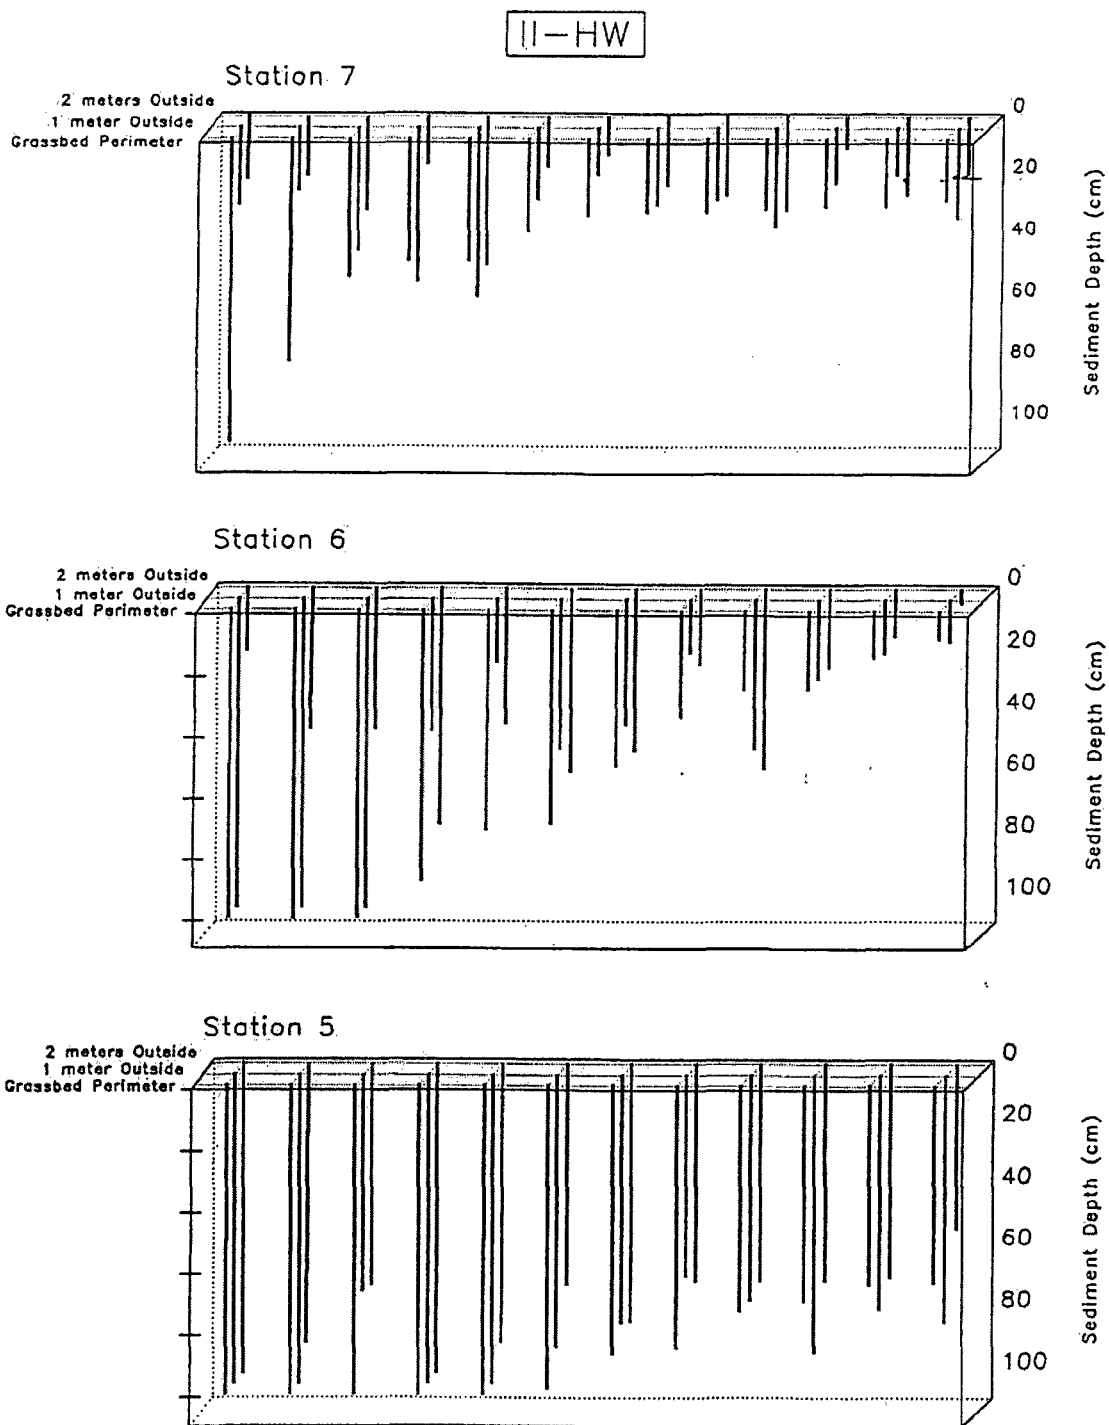 II-HW
Station 7
2 meters Outside
1 meter Outside
Grassbed Perimeter
0
20
40
60
80
100
Sediment Depth (cm)
Station 6
2 meters Outside
1 meter Outside
Grassbed Perimeter
0
20
40
60
80
100
Sediment Depth (cm)
Station 5
2 meters Outside
1 meter Outside
Grassbed Perimeter
0
20
40
60
80
100
Sediment Depth (cm)